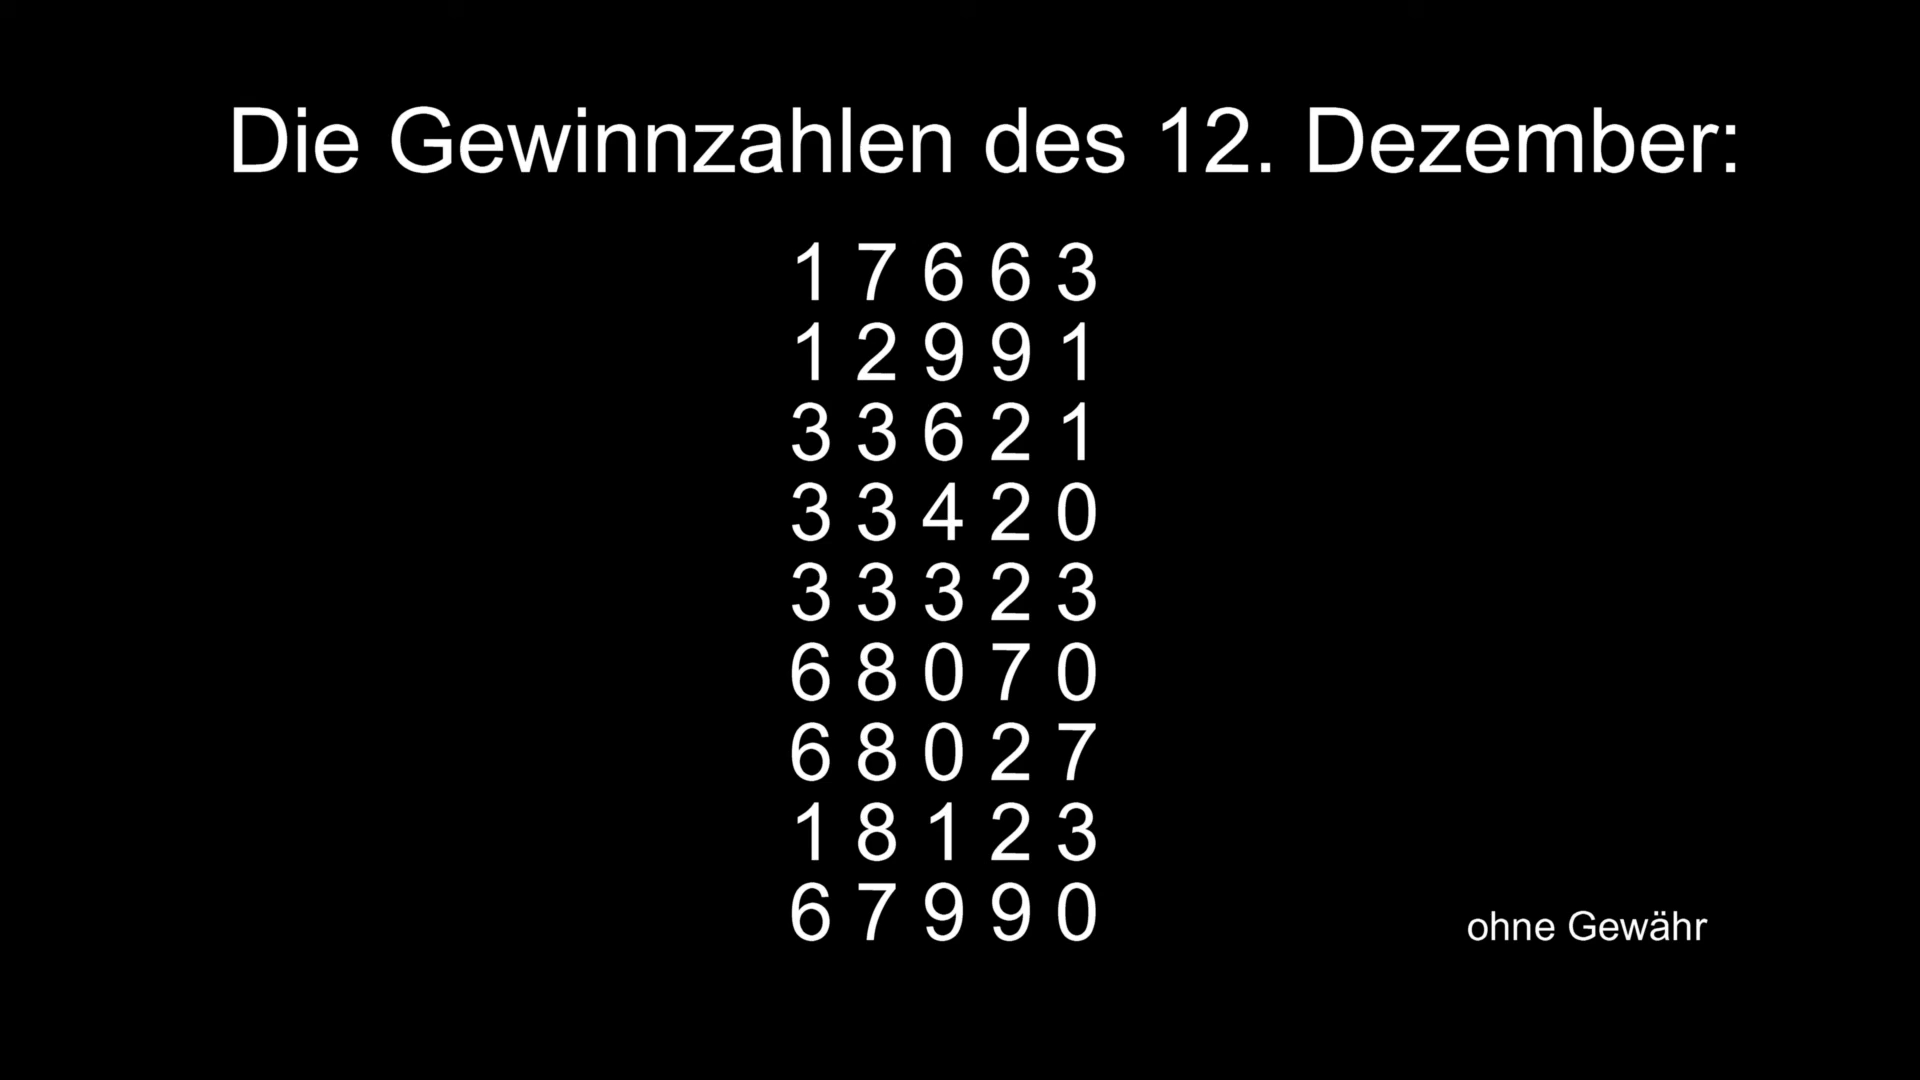 Die Gewinnzahlen des 12. Dezember:
1 7 6 6 3
1 2 9 9 1
3 3 6 2 1
3 3 4 2 0
3 3 3 2 3
6 8 0 7 0
6 8 0 2 7
1 8 1 2 3
6 7 9 9 0
ohne Gewähr